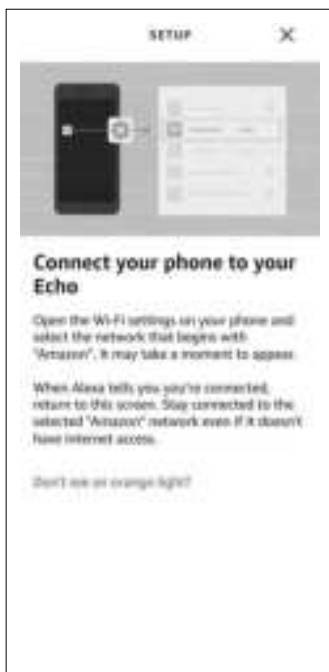 SETUP
Connect your phone to your
Echo
Open the Wi-Fi settings on your phone and
select the network that begins with
"Amazon". It may take a moment to appear.
When Alexa tells you you're connected,
return to this screen. Stay connected to the
selected "Amazon" network even if it doesn't
have internet access.
Don't see an orange light?